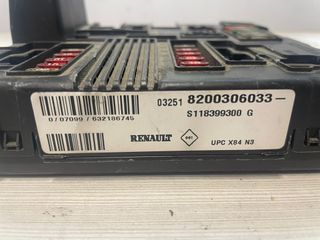 03251 8200306033—
S118399300 G
0/07099/632186745
RENAULT
UPC X84 N3